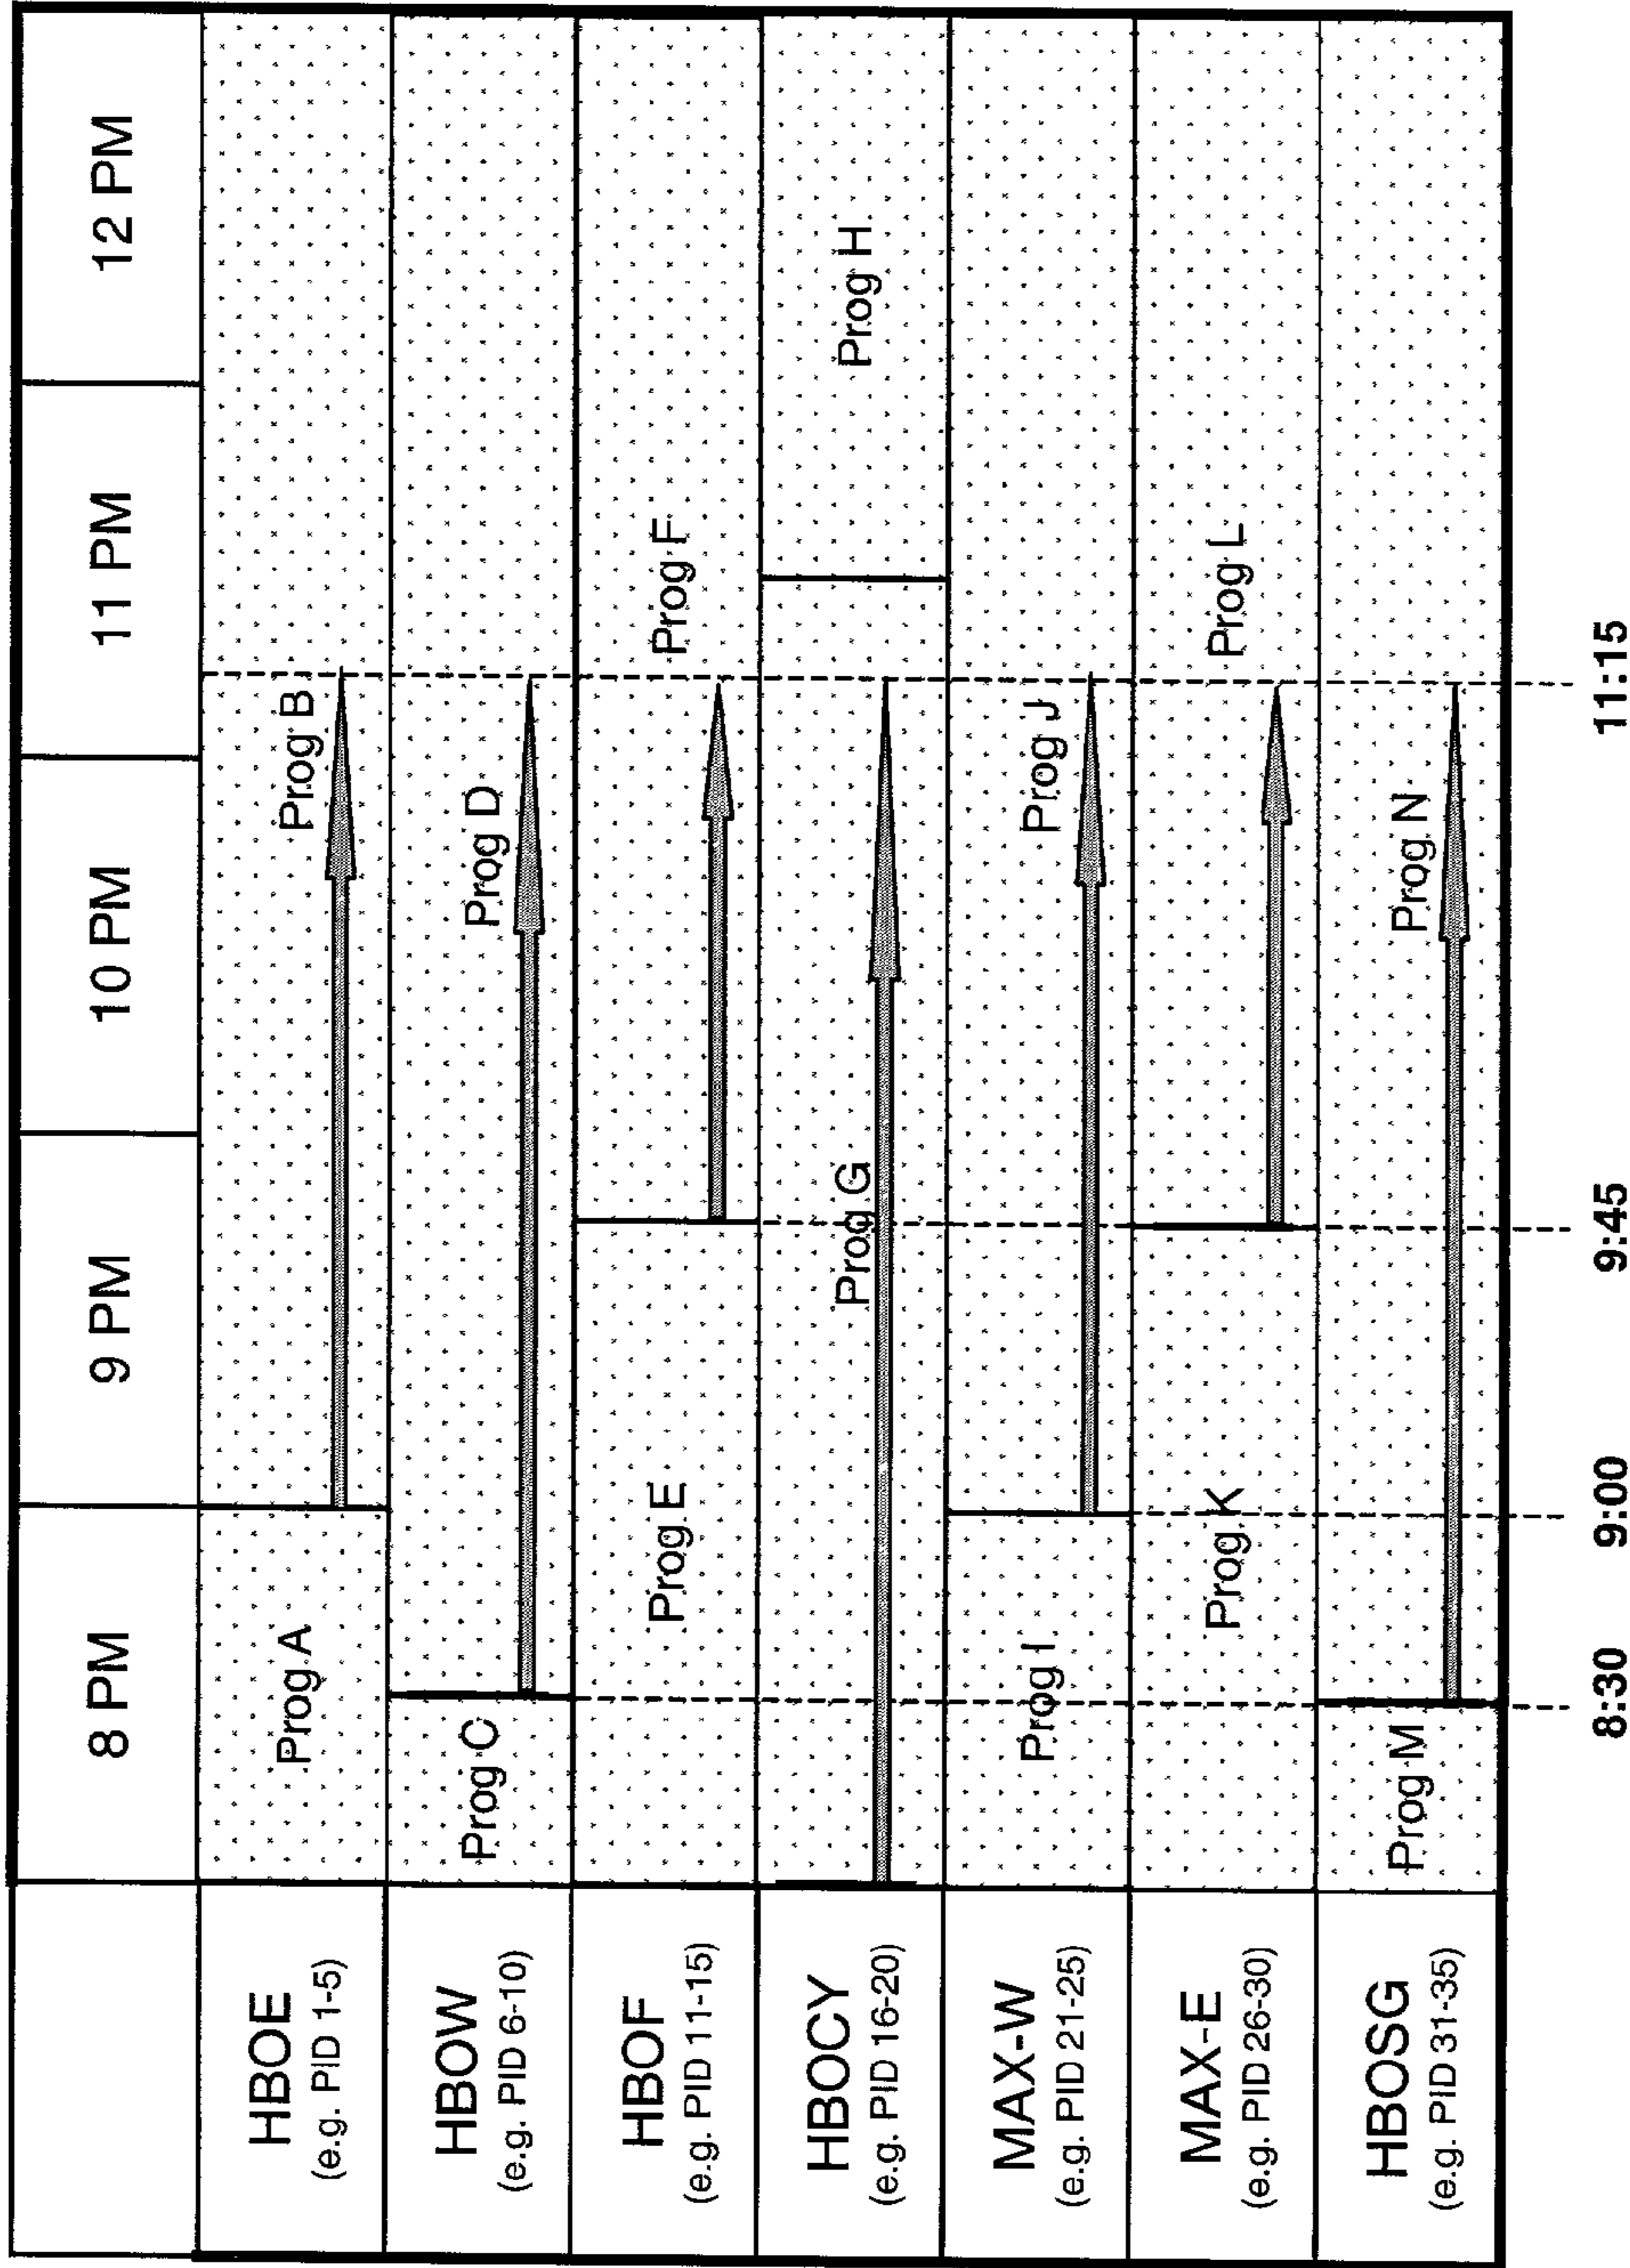 8 PM
9 PM
10 PM
11 PM
12 PM
HBOE
(e.g. PID 1-5)
Prog A
Prog B
HBOW
(e.g. PID 6-10)
Prog C
Prog D
HBOF
(e.g. PID 11-15)
Prog E
Prog F
HBOCY
(e.g. PID 16-20)
Prog G
Prog H
MAX-W
(e.g. PID 21-25)
Prog I
Prog J
MAX-E
(e.g. PID 26-30)
Prog K
Prog L
HBOSG
(e.g. PID 31-35)
Prog M
Prog N
8:30
9:00
9:45
11:15